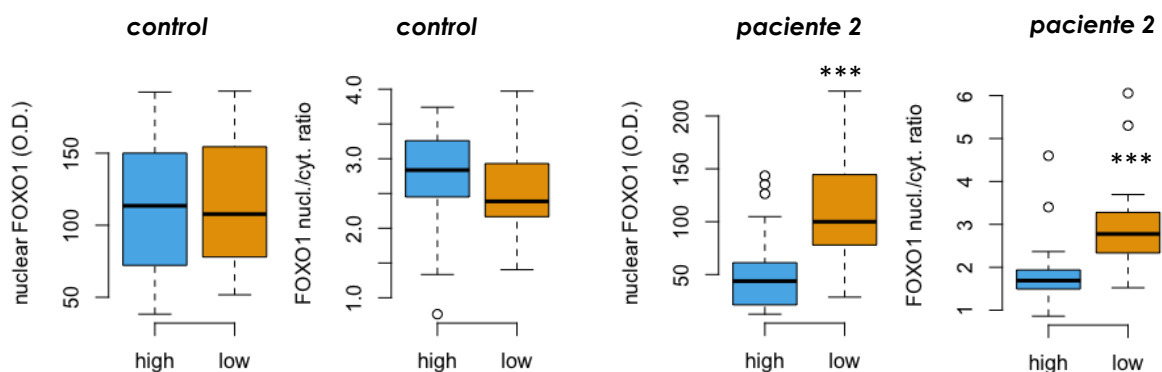 control
nuclear FOXO1 (O.D.)
150
100
50
high low
control
FOXO1 nucl./cyt. ratio
4.0
3.0
2.0
1.0
high low
paciente 2
***
nuclear FOXO1 (O.D.)
200
150
100
50
high low
paciente 2
***
FOXO1 nucl./cyt ratio
6
5
4
3
2
1
high low